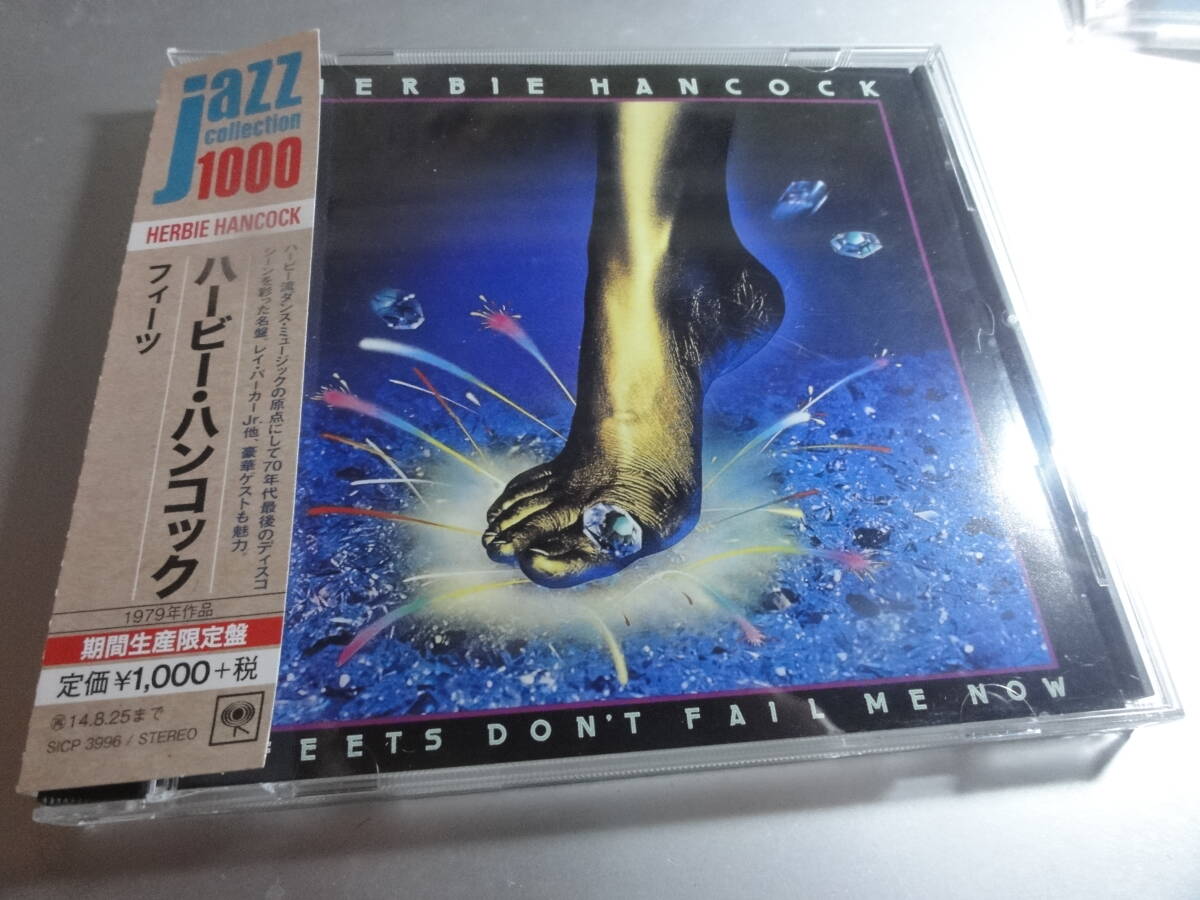 jazz
collection
1000
HERBIE HANCOCK
ハービー流ダンス・ミュージックの原点にして70年代最後のディスコ
シーンを彩った名盤。レイ・パーカーJr.他、豪華ゲストも魅力。
ハービー・ハンコック
フィーツ
1979年作品
期間生産限定盤
定価¥1,000+税
14.8.25まで
SICP 3996 / STEREO
HERBIE HANCOCK
FEETS DON'T FAIL ME NOW